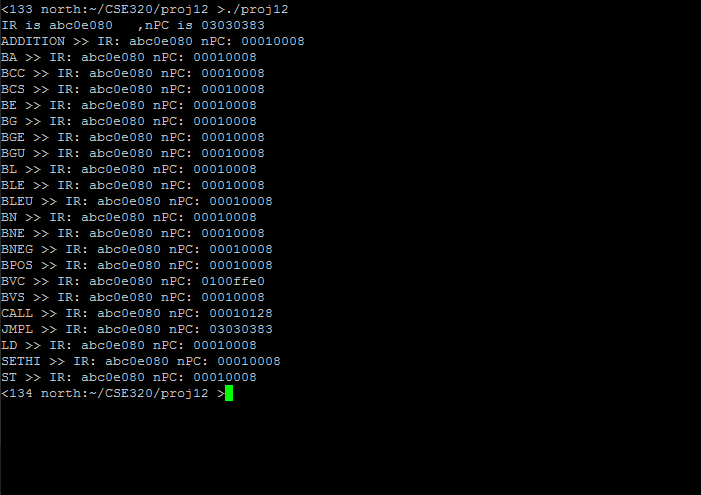 <133 north:~/CSE320/proj12 >./proj12
IR is abc0e080   ,nPC is 03030383
ADDITION >> IR: abc0e080 nPC: 00010008
BA >> IR: abc0e080 nPC: 00010008
BCC >> IR: abc0e080 nPC: 00010008
BCS >> IR: abc0e080 nPC: 00010008
BE >> IR: abc0e080 nPC: 00010008
BG >> IR: abc0e080 nPC: 00010008
BGE >> IR: abc0e080 nPC: 00010008
BGU >> IR: abc0e080 nPC: 00010008
BL >> IR: abc0e080 nPC: 00010008
BLE >> IR: abc0e080 nPC: 00010008
BLEU >> IR: abc0e080 nPC: 00010008
BN >> IR: abc0e080 nPC: 00010008
BNE >> IR: abc0e080 nPC: 00010008
BNEG >> IR: abc0e080 nPC: 00010008
BPOS >> IR: abc0e080 nPC: 00010008
BVC >> IR: abc0e080 nPC: 0100ffe0
BVS >> IR: abc0e080 nPC: 00010008
CALL >> IR: abc0e080 nPC: 00010128
JMPL >> IR: abc0e080 nPC: 03030383
LD >> IR: abc0e080 nPC: 00010008
SETHI >> IR: abc0e080 nPC: 00010008
ST >> IR: abc0e080 nPC: 00010008
<134 north:~/CSE320/proj12 >